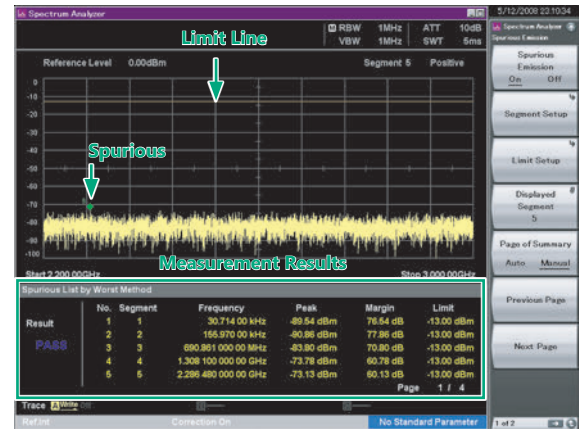 Spectrum Analyzer
5/12/2008 22:19:34
RBW 1MHz ATT 10dB
VBW 1MHz SWT 5ms
Limit Line
Reference Level 0.00dBm Segment 5 Positive
0
-10
-20
-30
-40
-50
-60
-70
-80
-90
-100
Spurious
5
Measurement Results
Start 2.200 00GHz Stop 3.000 00GHz
Spurious List by Worst Method
No. Segment Frequency Peak Margin Limit
Result
PASS
1 1 30.714 00 kHz -89.54 dBm 76.54 dB -13.00 dBm
2 2 155.970 00 kHz -90.86 dBm 77.86 dB -13.00 dBm
3 3 690.861 000 00 MHz -83.80 dBm 70.80 dB -13.00 dBm
4 4 1.308 100 000 00 GHz -73.78 dBm 60.78 dB -13.00 dBm
5 5 2.286 480 000 00 GHz -73.13 dBm 60.13 dB -13.00 dBm
Page 1 / 4
Trace A Write Off
Ref.Int Correction On No Standard Parameter
Spectrum Analyzer
Spurious Emission
Spurious
Emission
On Off
Segment Setup
Limit Setup
Displayed
Segment
5
Page of Summary
Auto Manual
Previous Page
Next Page
1 of 2